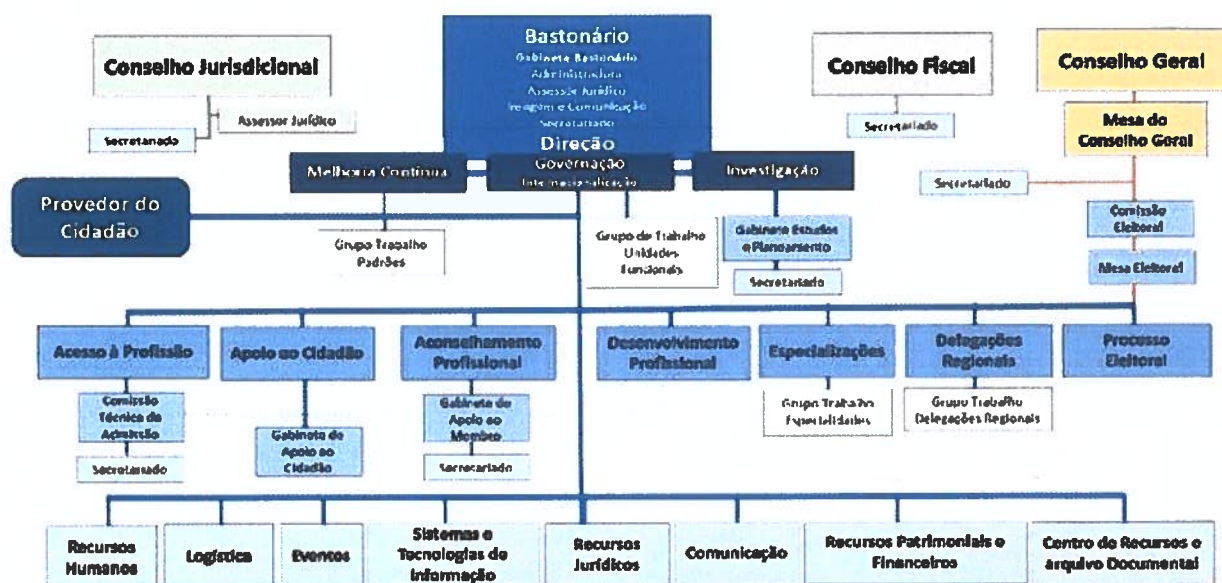 Conselho Jurisdicional
Assessor Jurídico
Secretariado
Bastonário
Gabinete Bastonário
Administradora
Assessor Jurídico
Imagem e Comunicação
Secretariado
Direção
Conselho Fiscal
Secretariado
Conselho Geral
Mesa do
Conselho Geral
Secretariado
Comissão
Eleitoral
Mesa Eleitoral
Melhoria Contínua
Governação
Internacionalização
Investigação
Provedor do
Cidadão
Grupo Trabalho
Padrões
Grupo de Trabalho
Unidades
Funcionais
Gabinete Estudos
e Planeamento
Secretariado
Acesso à Profissão
Apoio ao Cidadão
Aconselhamento
Profissional
Desenvolvimento
Profissional
Especializações
Delegações
Regionais
Processo
Eleitoral
Comissão
Técnica de
Admissão
Secretariado
Gabinete de
Apoio ao
Cidadão
Gabinete de
Apoio ao
Membro
Secretariado
Grupo Trabalho
Especialidades
Grupo Trabalho
Delegações Regionais
Recursos
Humanos
Logística
Eventos
Sistemas e
Tecnologias de
Informação
Recursos
Jurídicos
Comunicação
Recursos Patrimoniais e
Financeiros
Centro de Recursos e
arquivo Documental